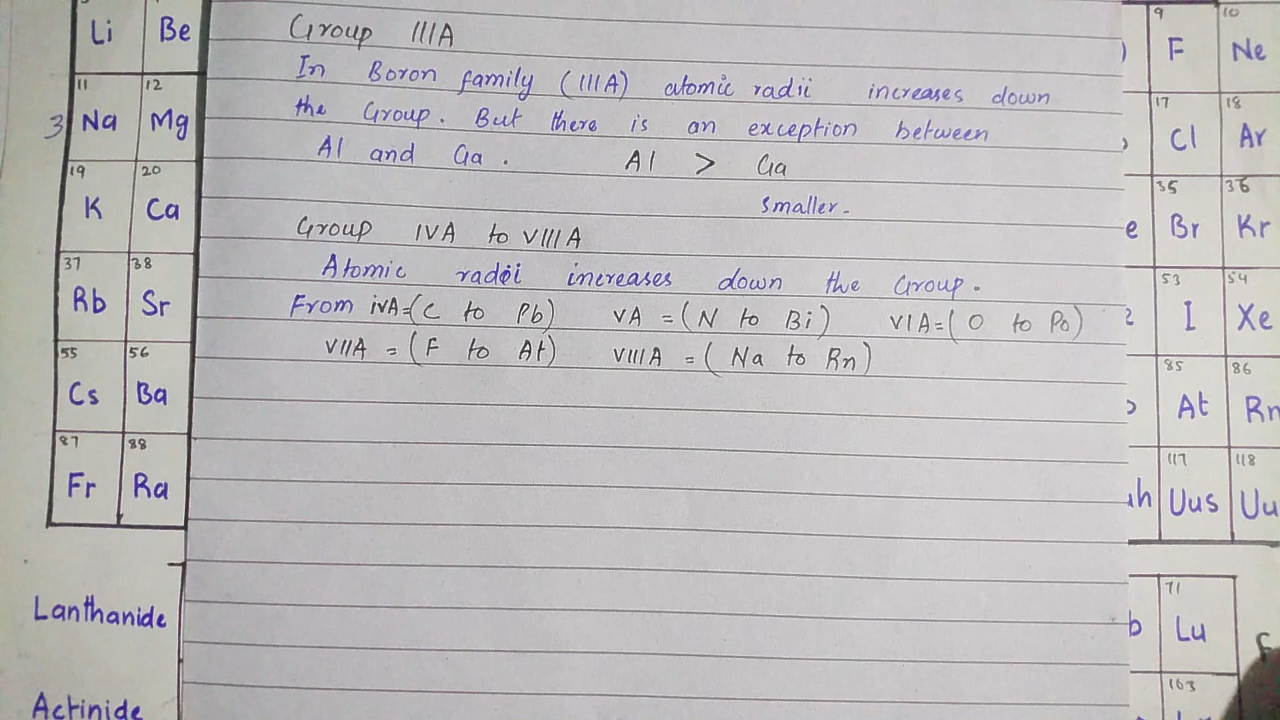 Li Be
11 12
3 Na Mg
19 20
K Ca
37 38
Rb Sr
55 56
Cs Ba
87 88
Fr Ra
Lanthanide
Actinide
Group IIIA
In Boron family (IIIA) atomic radii increases down
the Group. But there is an exception between
Al and Ga. Al > Ga
smaller.
Group IVA to VIIIA
Atomic radii increases down the Group.
From IVA=(C to Pb) VA =(N to Bi) VIA=(O to Po)
VIIA =(F to At) VIIIA =(Na to Rn)
9 10
F Ne
17 18
Cl Ar
35 36
e Br Kr
53 54
I Xe
85 86
At Rn
117 118
uh Uus Uu
71
b Lu
103